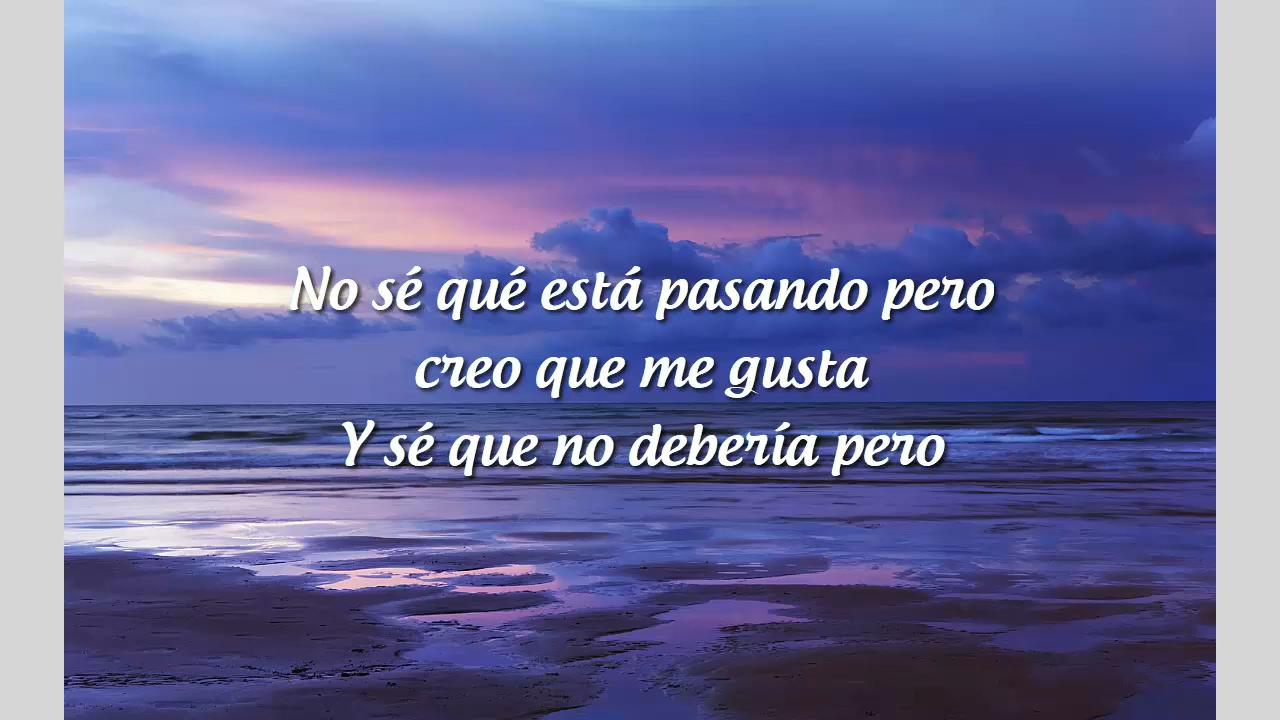 No sé qué está pasando pero
creo que me gusta
Y sé que no debería pero